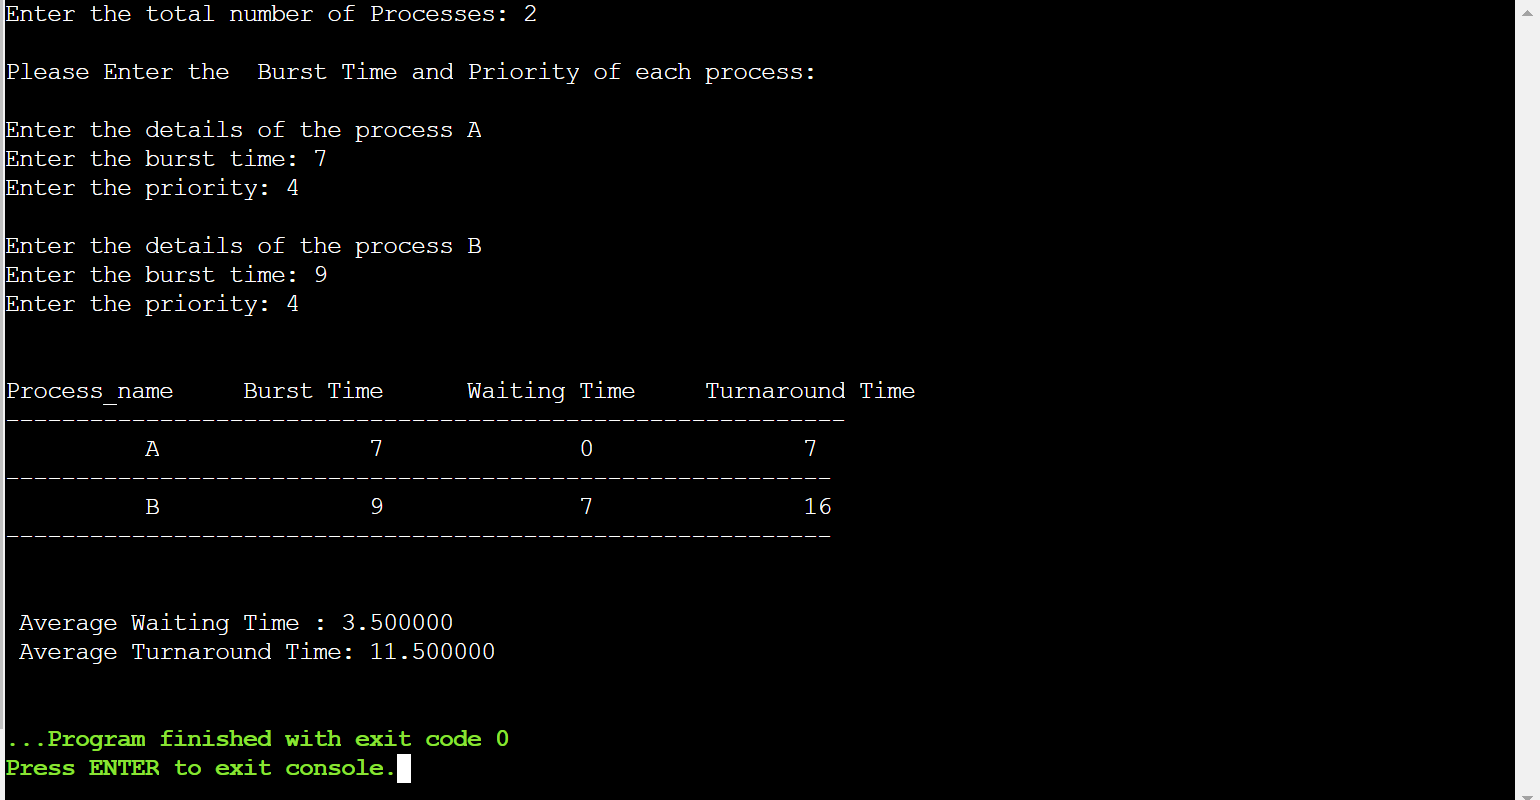 Enter the total number of Processes: 2
Please Enter the  Burst Time and Priority of each process:
Enter the details of the process A
Enter the burst time: 7
Enter the priority: 4
Enter the details of the process B
Enter the burst time: 9
Enter the priority: 4
Process_name     Burst Time      Waiting Time     Turnaround Time
------------------------------------------------------------
          A               7              0               7
-----------------------------------------------------------
          B               9              7               16
-----------------------------------------------------------
 Average Waiting Time : 3.500000
 Average Turnaround Time: 11.500000
...Program finished with exit code 0
Press ENTER to exit console.